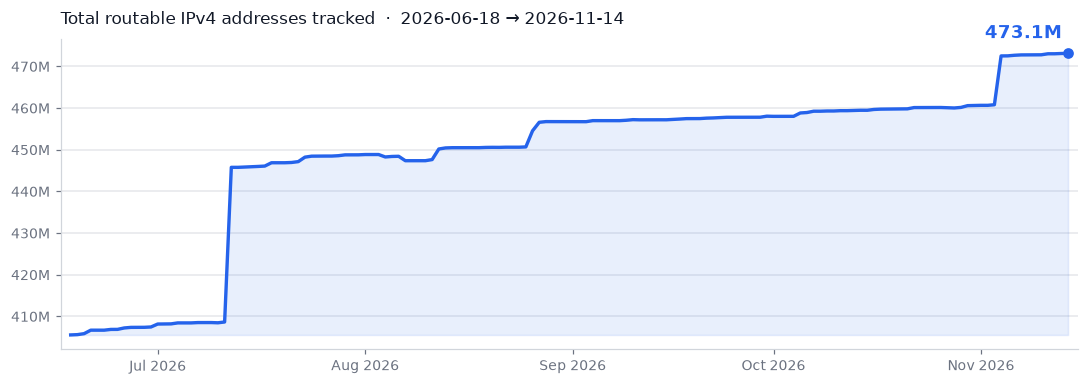 Total routable IPv4 addresses tracked · 2026-06-18 → 2026-11-14
473.1M
470M
460M
450M
440M
430M
420M
410M
Jul 2026 Aug 2026 Sep 2026 Oct 2026 Nov 2026